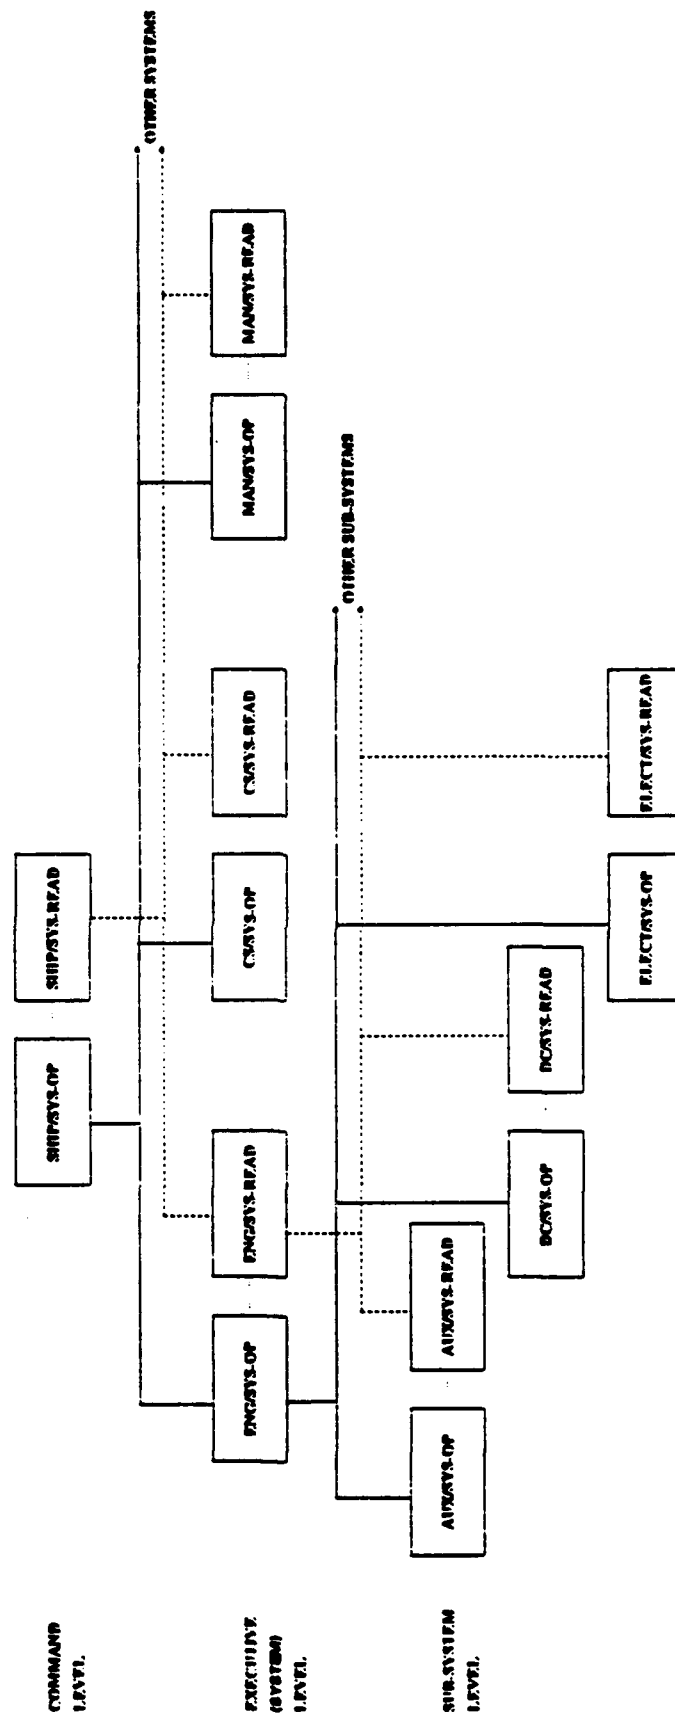 COMMAND
LEVEL
SHIP/SYS-OP
SHIP/SYS-READ
OTHER SYSTEMS
EXECUTIVE
(SYSTEM)
LEVEL
ENG/SYS-OP
ENG/SYS-READ
CS/SYS-OP
CS/SYS-READ
MAN/SYS-OP
MAN/SYS-READ
OTHER SUB-SYSTEMS
SUB-SYSTEM
LEVEL
AUX/SYS-OP
AUX/SYS-READ
DC/SYS-OP
DC/SYS-READ
ELECT/SYS-OP
ELECT/SYS-READ